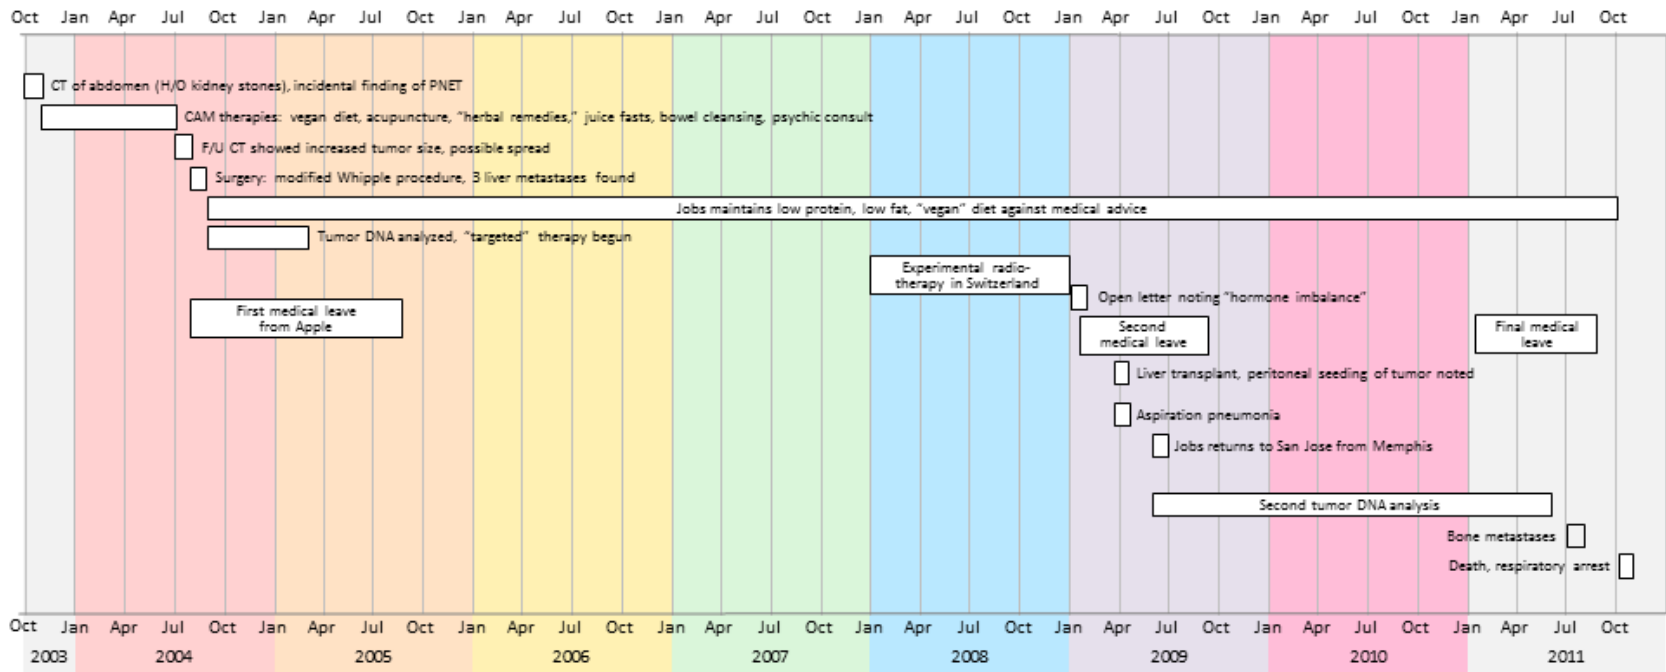 Oct Jan Apr Jul Oct Jan Apr Jul Oct Jan Apr Jul Oct Jan Apr Jul Oct Jan Apr Jul Oct Jan Apr Jul Oct Jan Apr Jul Oct Jan Apr Jul Oct
CT of abdomen (H/O kidney stones), incidental finding of PNET
CAM therapies: vegan diet, acupuncture, “herbal remedies,” juice fasts, bowel cleansing, psychic consult
F/U CT showed increased tumor size, possible spread
Surgery: modified Whipple procedure, 3 liver metastases found
Jobs maintains low protein, low fat, “vegan” diet against medical advice
Tumor DNA analyzed, “targeted” therapy begun
Experimental radio-
therapy in Switzerland
Open letter noting “hormone imbalance”
First medical leave
from Apple
Second
medical leave
Final medical
leave
Liver transplant, peritoneal seeding of tumor noted
Aspiration pneumonia
Jobs returns to San Jose from Memphis
Second tumor DNA analysis
Bone metastases
Death, respiratory arrest
Oct Jan Apr Jul Oct Jan Apr Jul Oct Jan Apr Jul Oct Jan Apr Jul Oct Jan Apr Jul Oct Jan Apr Jul Oct Jan Apr Jul Oct Jan Apr Jul Oct
2003 2004 2005 2006 2007 2008 2009 2010 2011